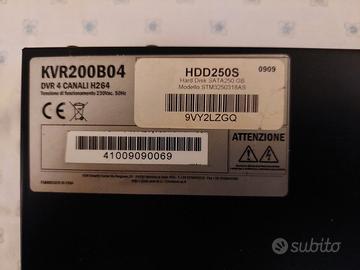 KVR200B04
DVR 4 CANALI H264
Tensione di funzionamento 230Vac, 50Hz
HDD250S
0909
Hard Disk SATA250 GB
Modello STM3250318AS
9VY2LZGQ
CE
41009090069
ATTENZIONE
subito